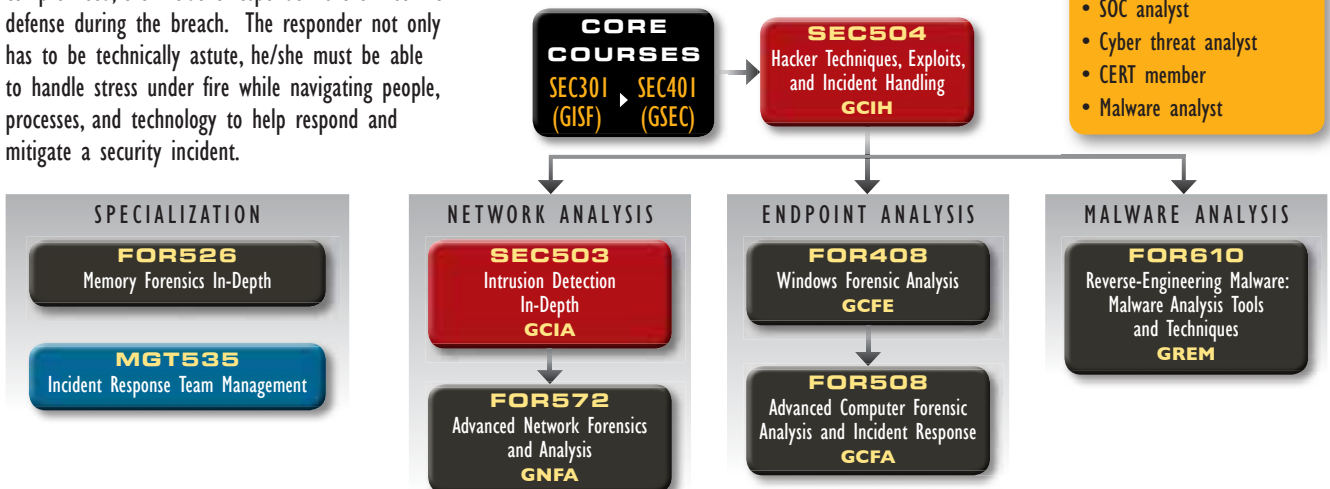 defense during the breach. The responder not only
has to be technically astute, he/she must be able
to handle stress under fire while navigating people,
processes, and technology to help respond and
mitigate a security incident.
CORE
COURSES
SEC301 SEC401
(GISF) (GSEC)
SEC504
Hacker Techniques, Exploits,
and Incident Handling
GCIH
• SOC analyst
• Cyber threat analyst
• CERT member
• Malware analyst
SPECIALIZATION
FOR526
Memory Forensics In-Depth
MGT535
Incident Response Team Management
NETWORK ANALYSIS
SEC503
Intrusion Detection
In-Depth
GCIA
FOR572
Advanced Network Forensics
and Analysis
GNFA
ENDPOINT ANALYSIS
FOR408
Windows Forensic Analysis
GCFE
FOR508
Advanced Computer Forensic
Analysis and Incident Response
GCFA
MALWARE ANALYSIS
FOR610
Reverse-Engineering Malware:
Malware Analysis Tools
and Techniques
GREM